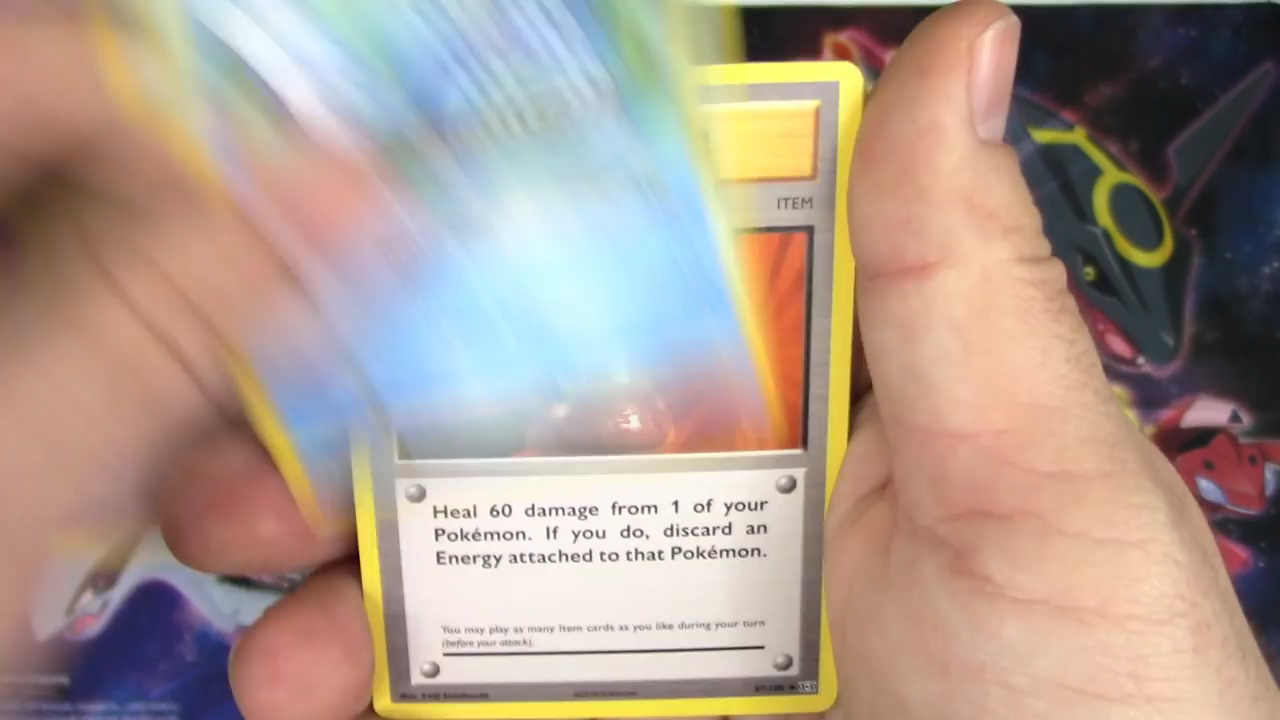 ITEM
Heal 60 damage from 1 of your
Pokémon. If you do, discard an
Energy attached to that Pokémon.
You may play as many Item cards as you like during your turn
(before your attack).